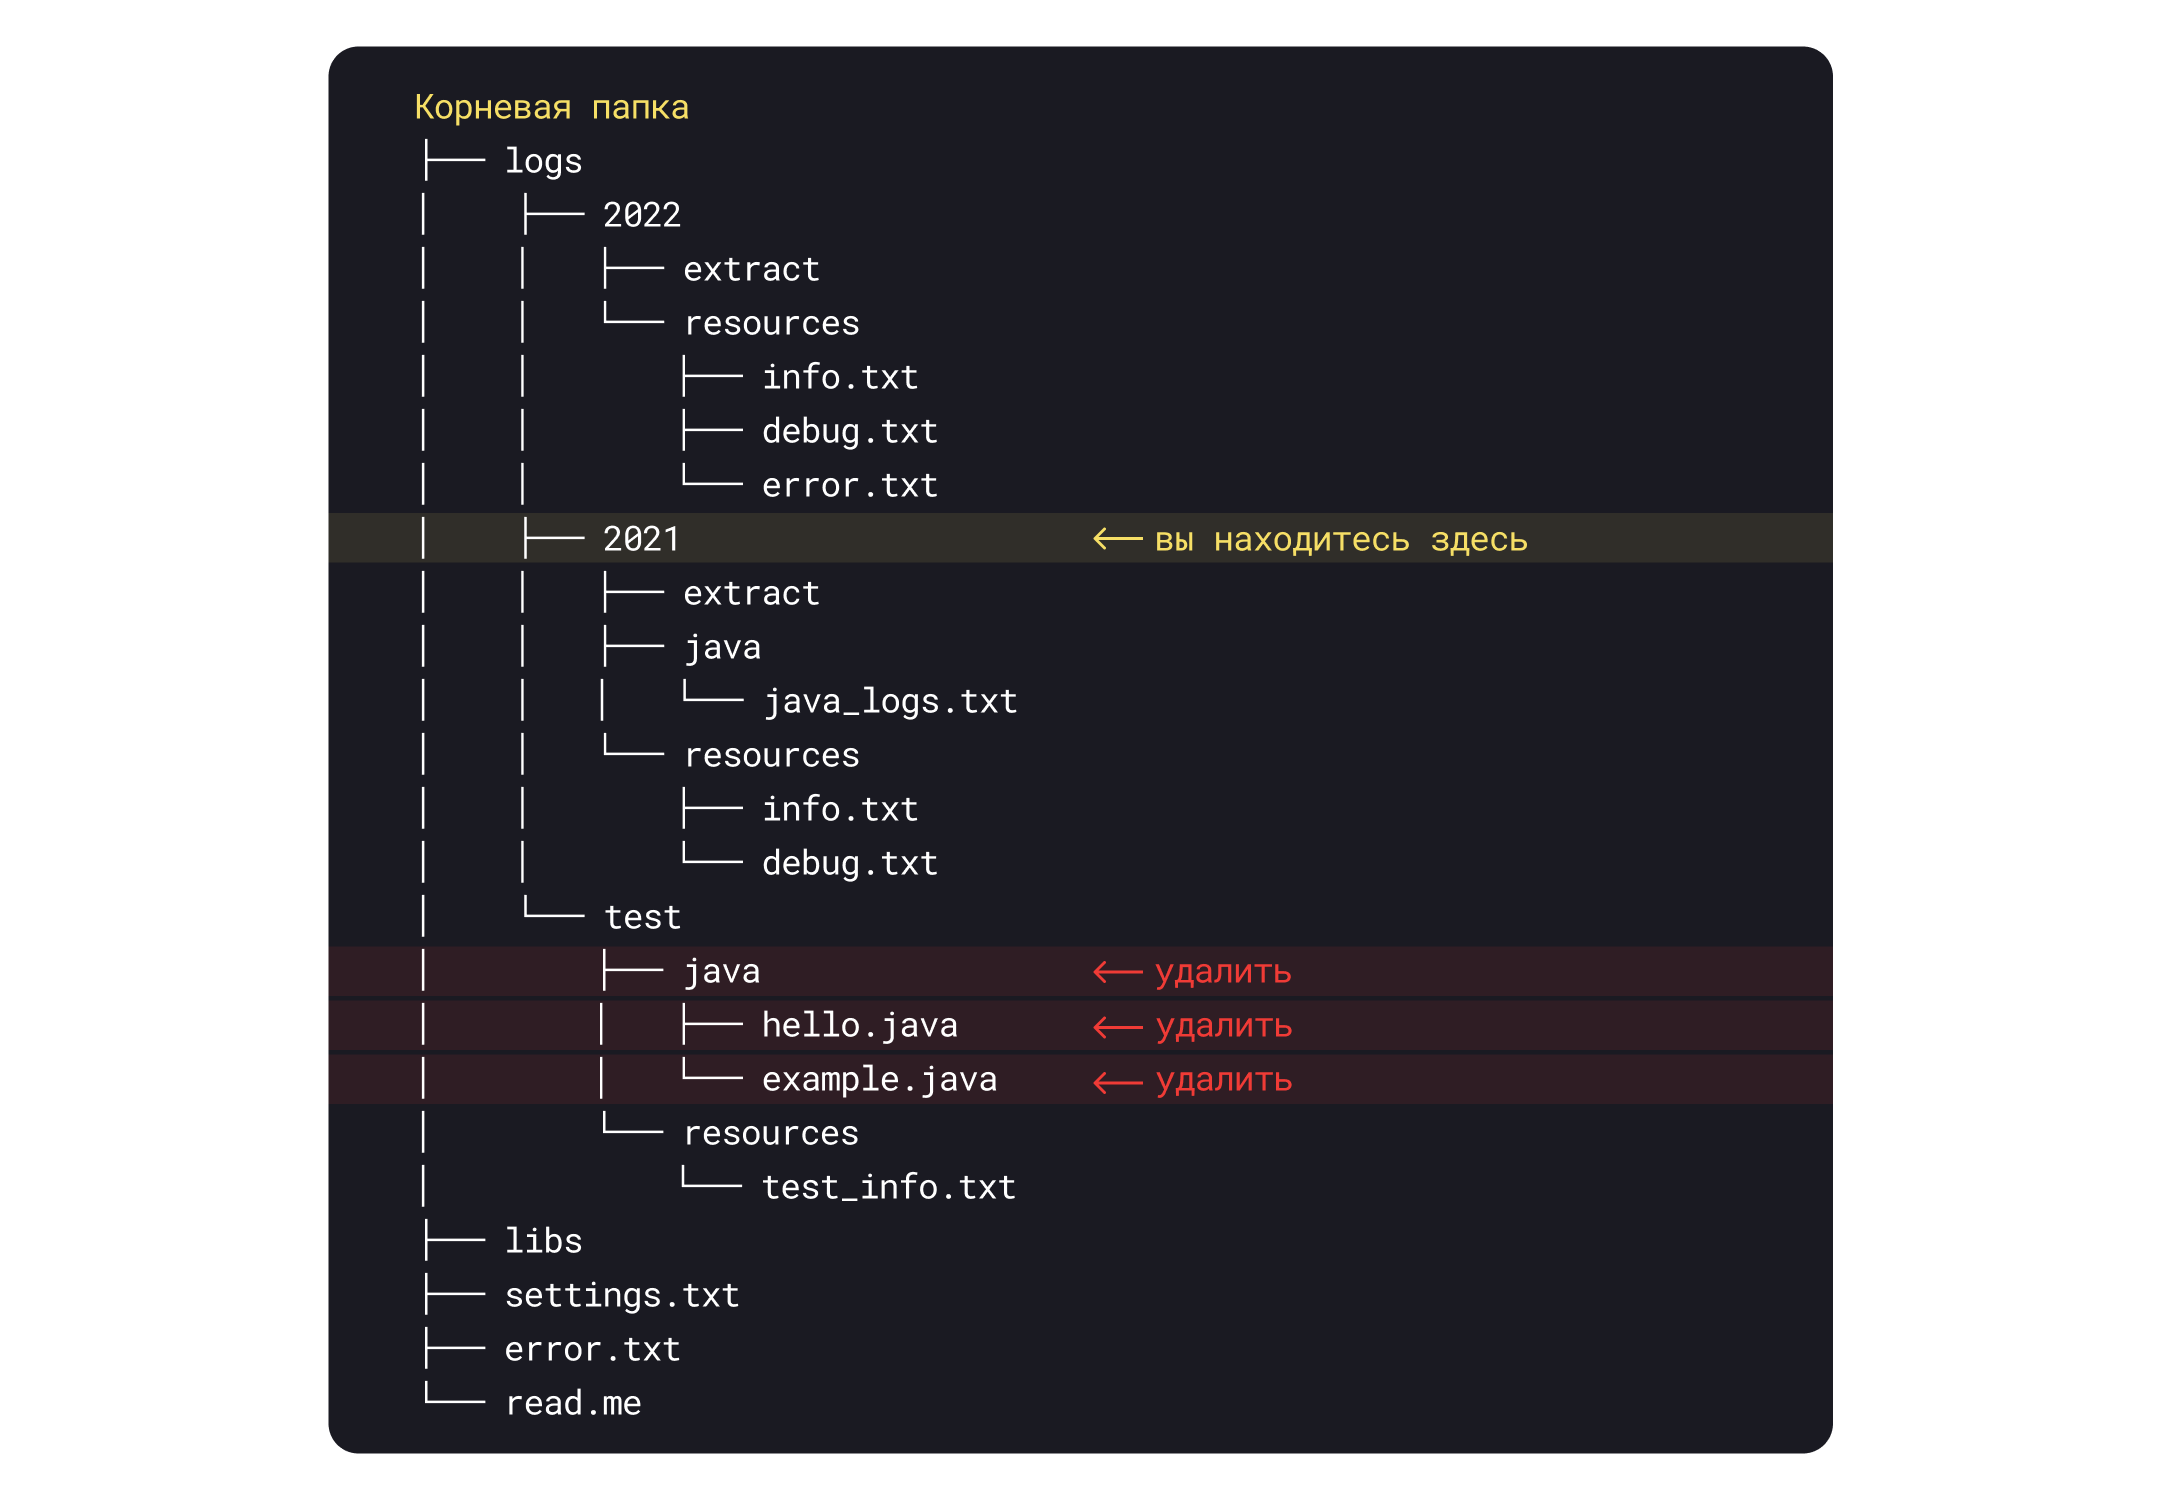 Корневая папка
├── logs
│    ├── 2022
│    │   ├── extract
│    │   └── resources
│    │       ├── info.txt
│    │       ├── debug.txt
│    │       └── error.txt
│    ├── 2021 ← вы находитесь здесь
│    │   ├── extract
│    │   ├── java
│    │   │   └── java_logs.txt
│    │   └── resources
│    │       ├── info.txt
│    │       └── debug.txt
│    └── test
│        ├── java ← удалить
│        │   ├── hello.java ← удалить
│        │   └── example.java ← удалить
│        └── resources
│            └── test_info.txt
├── libs
├── settings.txt
├── error.txt
└── read.me